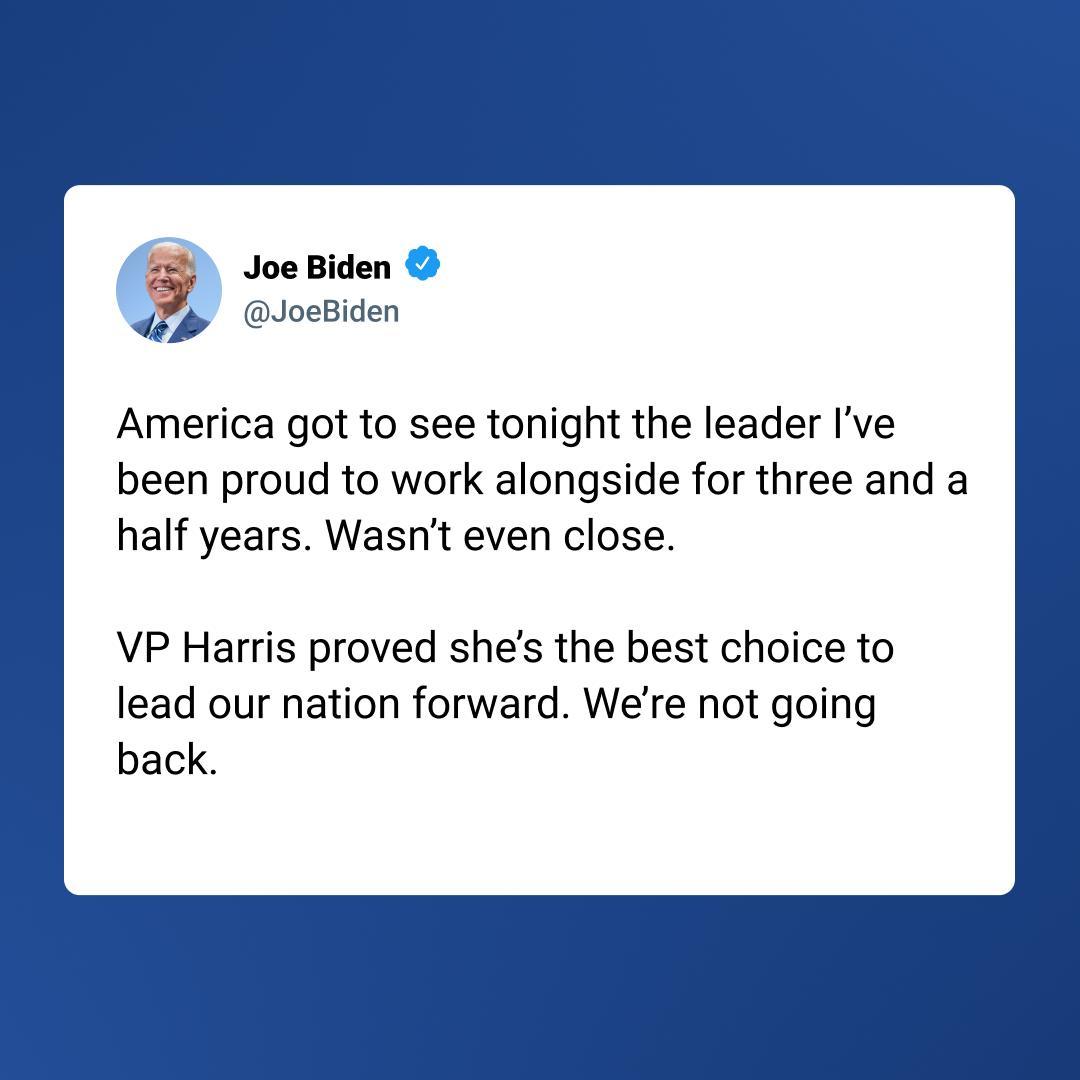 Joe Biden
@JoeBiden
America got to see tonight the leader I’ve
been proud to work alongside for three and a
half years. Wasn’t even close.
VP Harris proved she’s the best choice to
lead our nation forward. We’re not going
back.